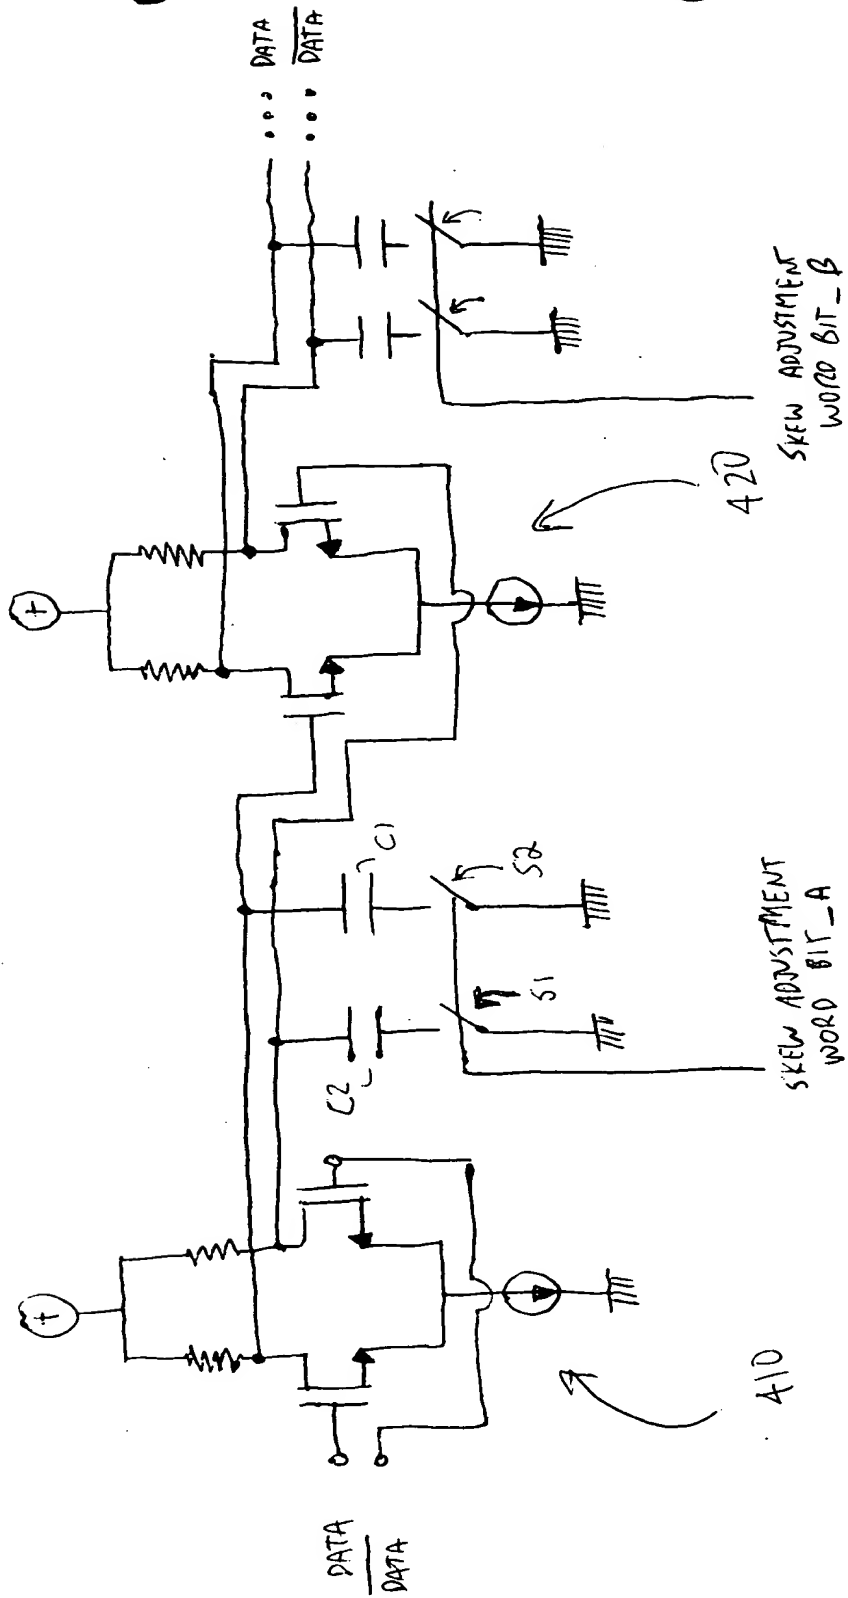 DATA
DATA
+
410
C2
C1
S1
S2
SKEW ADJUSTMENT
WORD BIT_A
+
420
SKEW ADJUSTMENT
WORD BIT_B
DATA
DATA